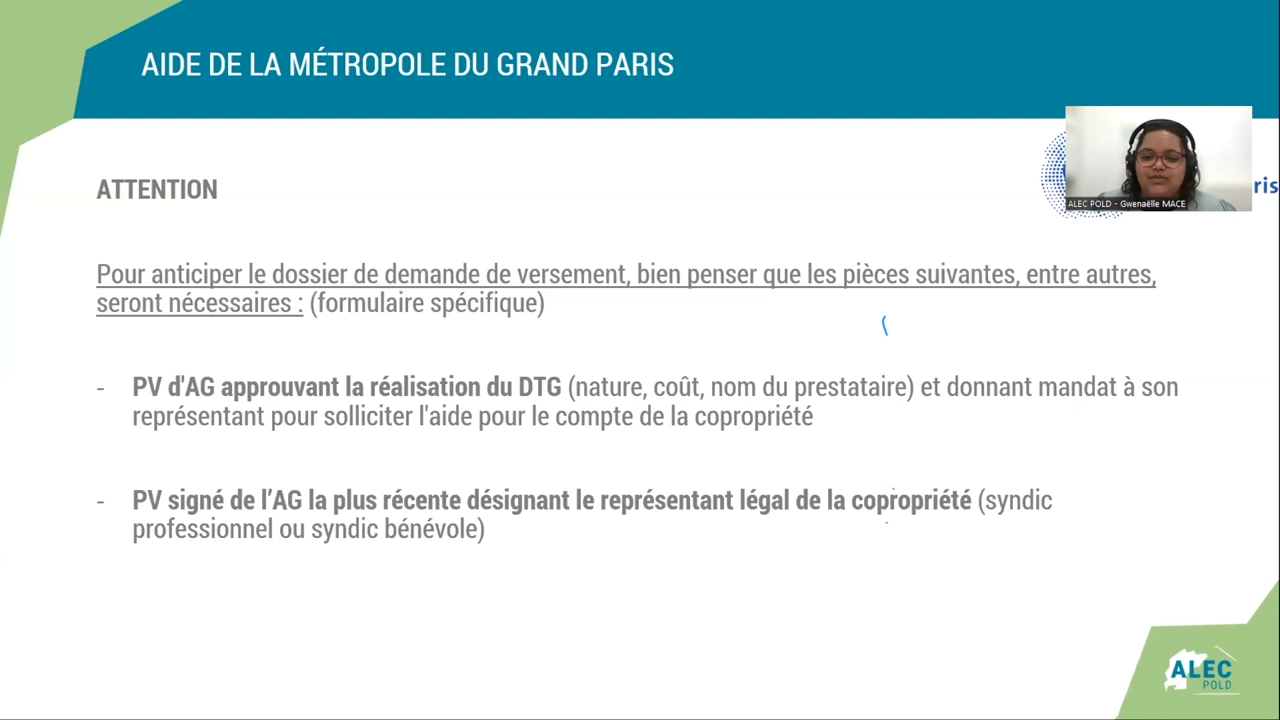 AIDE DE LA MÉTROPOLE DU GRAND PARIS
ALEC POLD - Gwenaëlle MACE
ris
ATTENTION
Pour anticiper le dossier de demande de versement, bien penser que les pièces suivantes, entre autres,
seront nécessaires : (formulaire spécifique)
- PV d'AG approuvant la réalisation du DTG (nature, coût, nom du prestataire) et donnant mandat à son
représentant pour solliciter l'aide pour le compte de la copropriété
- PV signé de l’AG la plus récente désignant le représentant légal de la copropriété (syndic
professionnel ou syndic bénévole)
ALEC
POLD